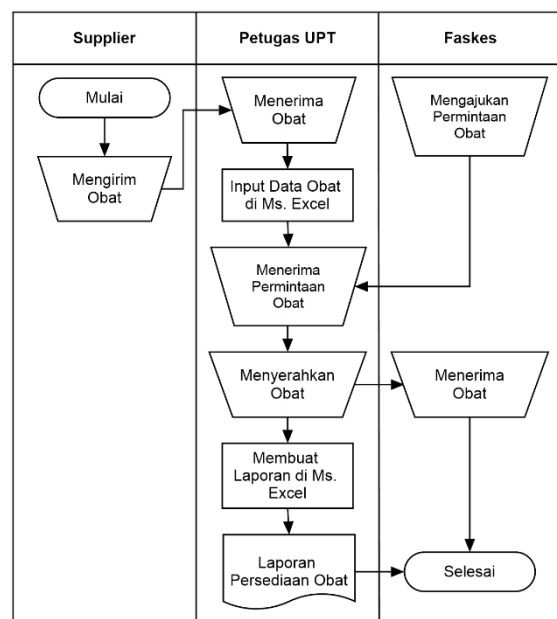 Supplier
Petugas UPT
Faskes
Mulai
Menerima
Obat
Mengajukan
Permintaan
Obat
Mengirim
Obat
Input Data Obat
di Ms. Excel
Menerima
Permintaan
Obat
Menyerahkan
Obat
Menerima
Obat
Membuat
Laporan di Ms.
Excel
Laporan
Persediaan Obat
Selesai